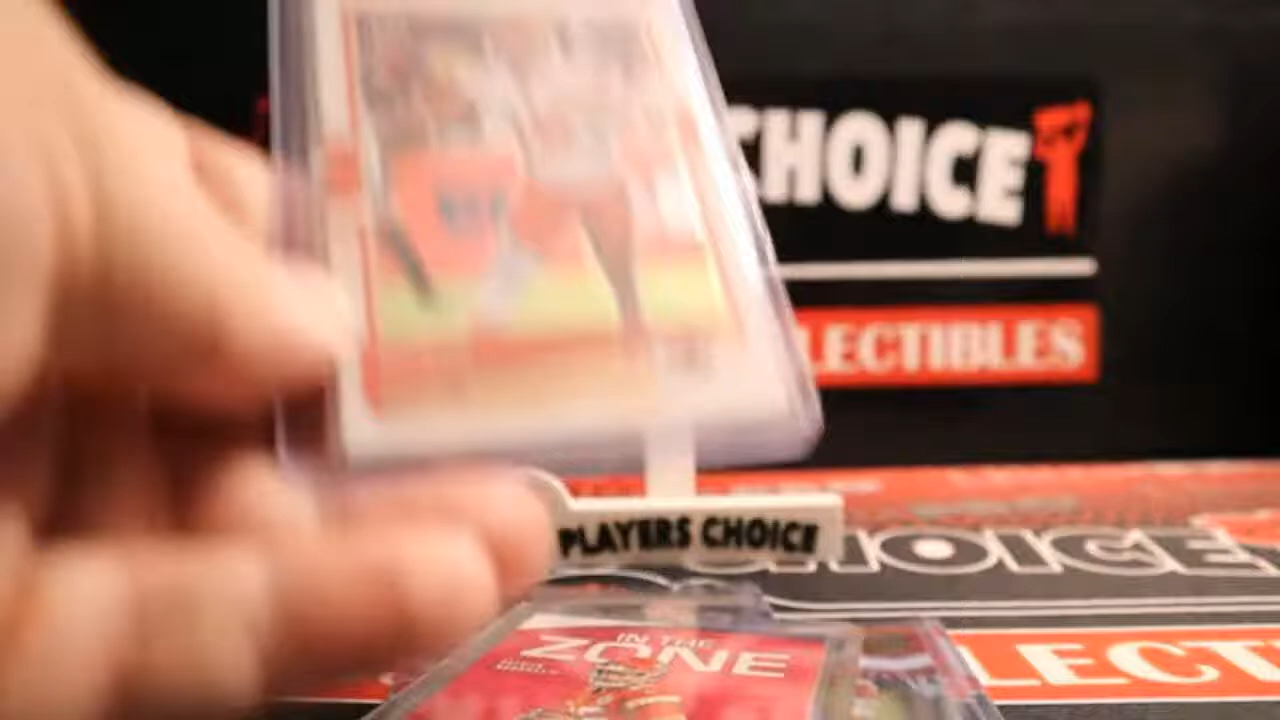 CHOICE
LECTIBLES
PLAYERS CHOICE
CHOICE
LECT
IN THE
ZONE